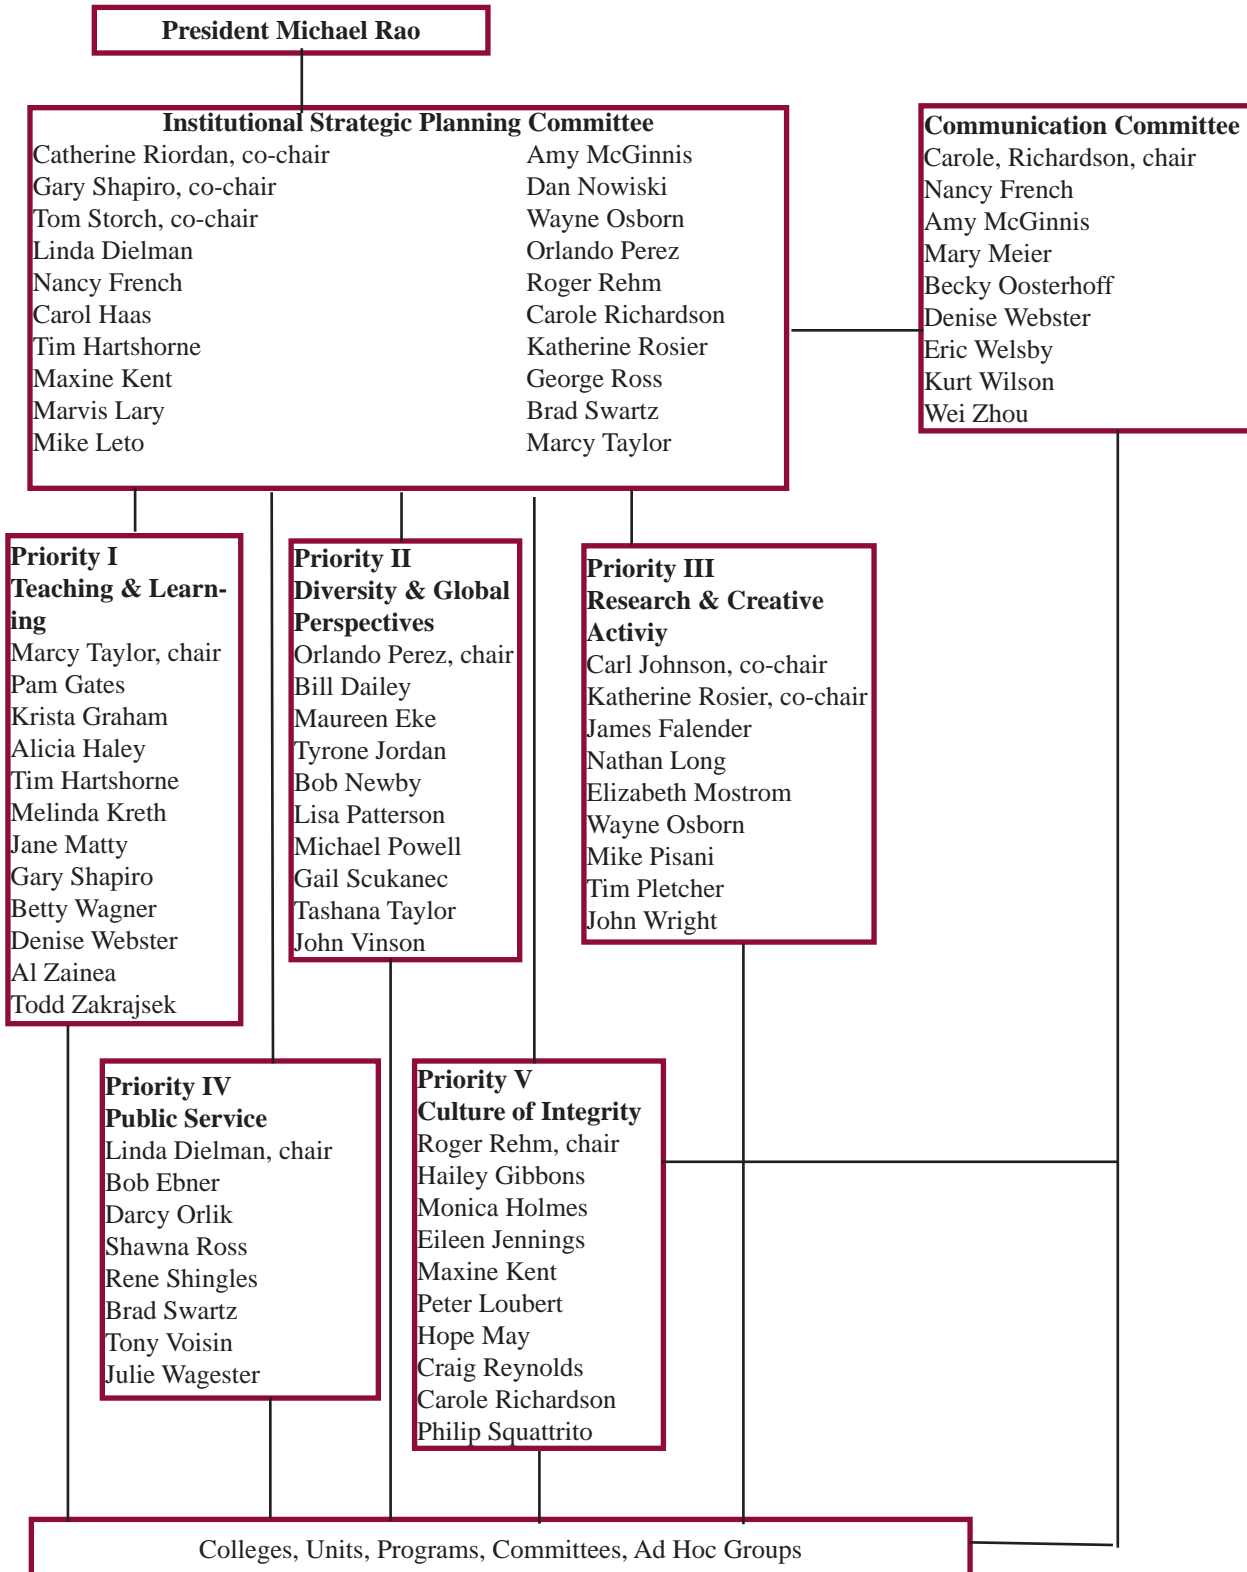 President Michael Rao
Institutional Strategic Planning Committee
Catherine Riordan, co-chair
Gary Shapiro, co-chair
Tom Storch, co-chair
Linda Dielman
Nancy French
Carol Haas
Tim Hartshorne
Maxine Kent
Marvis Lary
Mike Leto
Amy McGinnis
Dan Nowiski
Wayne Osborn
Orlando Perez
Roger Rehm
Carole Richardson
Katherine Rosier
George Ross
Brad Swartz
Marcy Taylor
Communication Committee
Carole, Richardson, chair
Nancy French
Amy McGinnis
Mary Meier
Becky Oosterhoff
Denise Webster
Eric Welsby
Kurt Wilson
Wei Zhou
Priority I
Teaching & Learn-
ing
Marcy Taylor, chair
Pam Gates
Krista Graham
Alicia Haley
Tim Hartshorne
Melinda Kreth
Jane Matty
Gary Shapiro
Betty Wagner
Denise Webster
Al Zainea
Todd Zakrajsek
Priority II
Diversity & Global
Perspectives
Orlando Perez, chair
Bill Dailey
Maureen Eke
Tyrone Jordan
Bob Newby
Lisa Patterson
Michael Powell
Gail Scukanec
Tashana Taylor
John Vinson
Priority III
Research & Creative
Activiy
Carl Johnson, co-chair
Katherine Rosier, co-chair
James Falender
Nathan Long
Elizabeth Mostrom
Wayne Osborn
Mike Pisani
Tim Pletcher
John Wright
Priority IV
Public Service
Linda Dielman, chair
Bob Ebner
Darcy Orlik
Shawna Ross
Rene Shingles
Brad Swartz
Tony Voisin
Julie Wagester
Priority V
Culture of Integrity
Roger Rehm, chair
Hailey Gibbons
Monica Holmes
Eileen Jennings
Maxine Kent
Peter Loubert
Hope May
Craig Reynolds
Carole Richardson
Philip Squattrito
Colleges, Units, Programs, Committees, Ad Hoc Groups